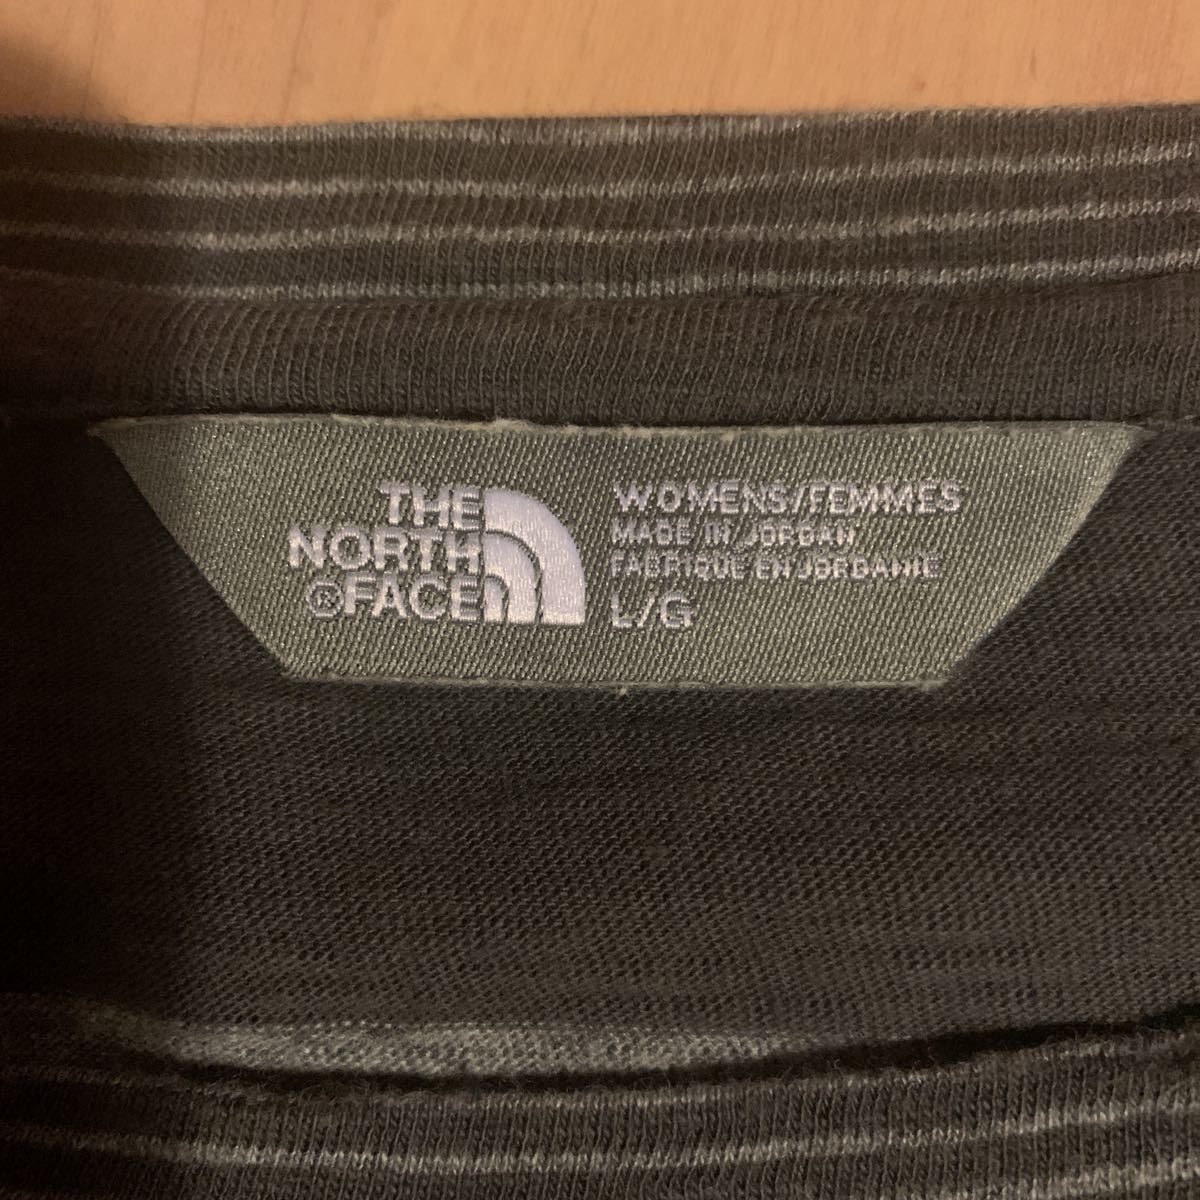 THE
NORTH
®FACE
WOMENS/FEMMES
MADE IN JORDAN
FABRIQUE EN JORDANIE
L/G